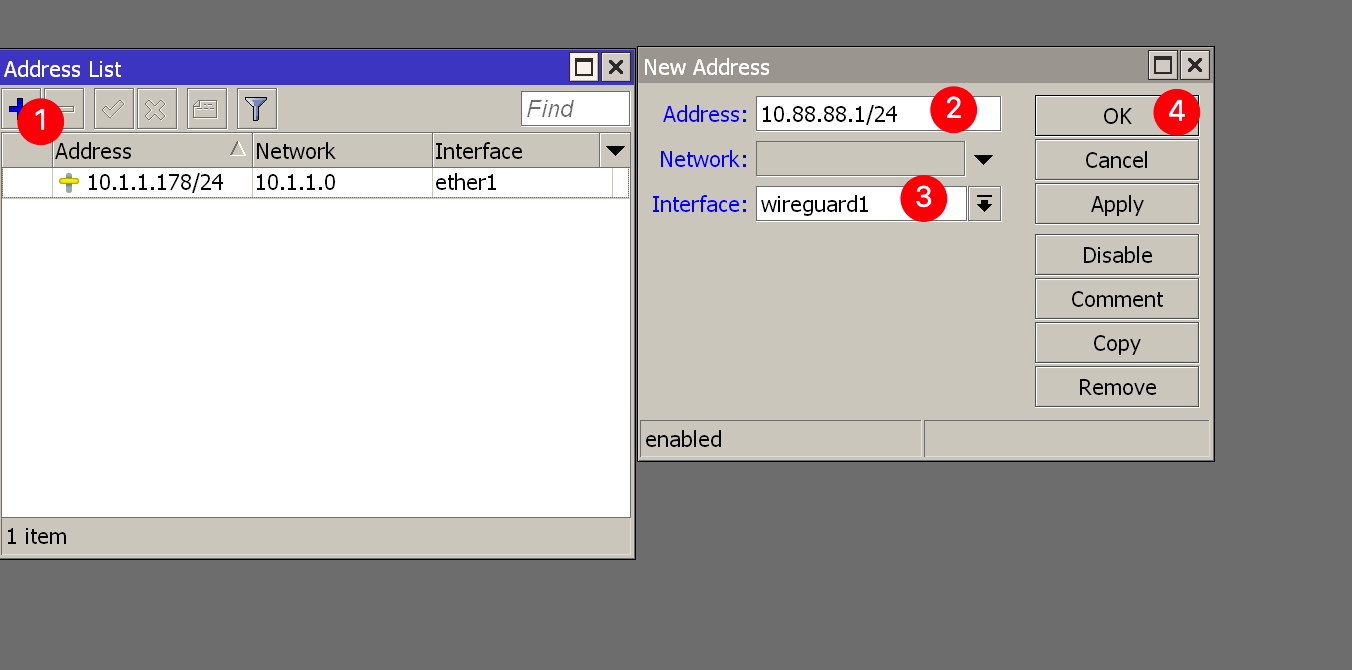 Address List
1
Find
Address Network Interface
10.1.1.178/24 10.1.1.0 ether1
1 item
New Address
Address: 10.88.88.1/24 2
Network:
Interface: wireguard1 3
OK 4
Cancel
Apply
Disable
Comment
Copy
Remove
enabled